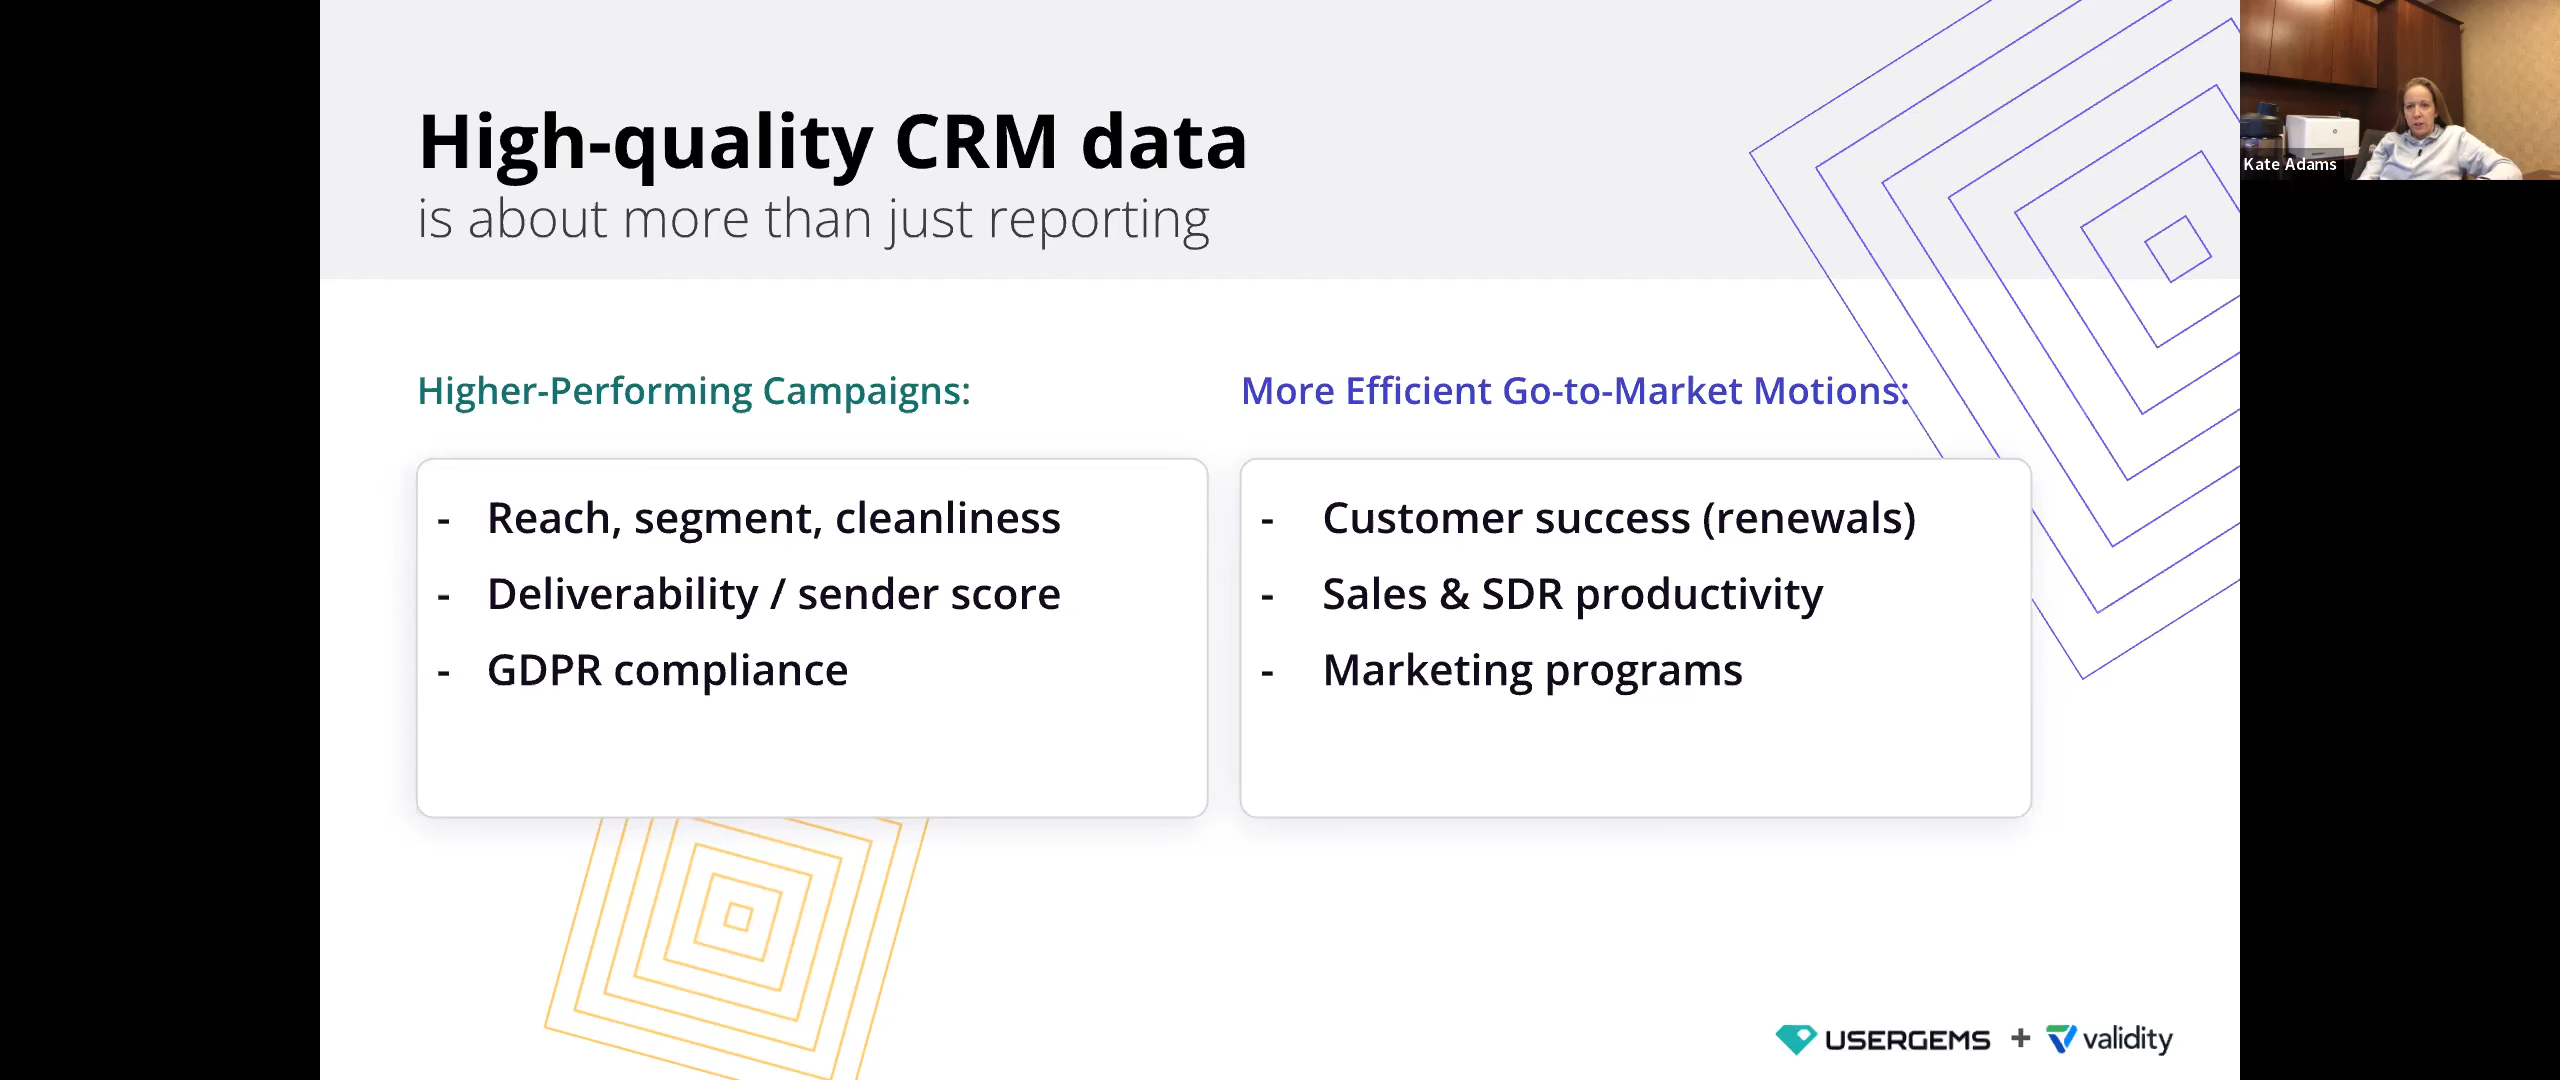 High-quality CRM data
is about more than just reporting
Kate Adams
Higher-Performing Campaigns:
- Reach, segment, cleanliness
- Deliverability / sender score
- GDPR compliance
More Efficient Go-to-Market Motions:
- Customer success (renewals)
- Sales & SDR productivity
- Marketing programs
USERGEMS + validity